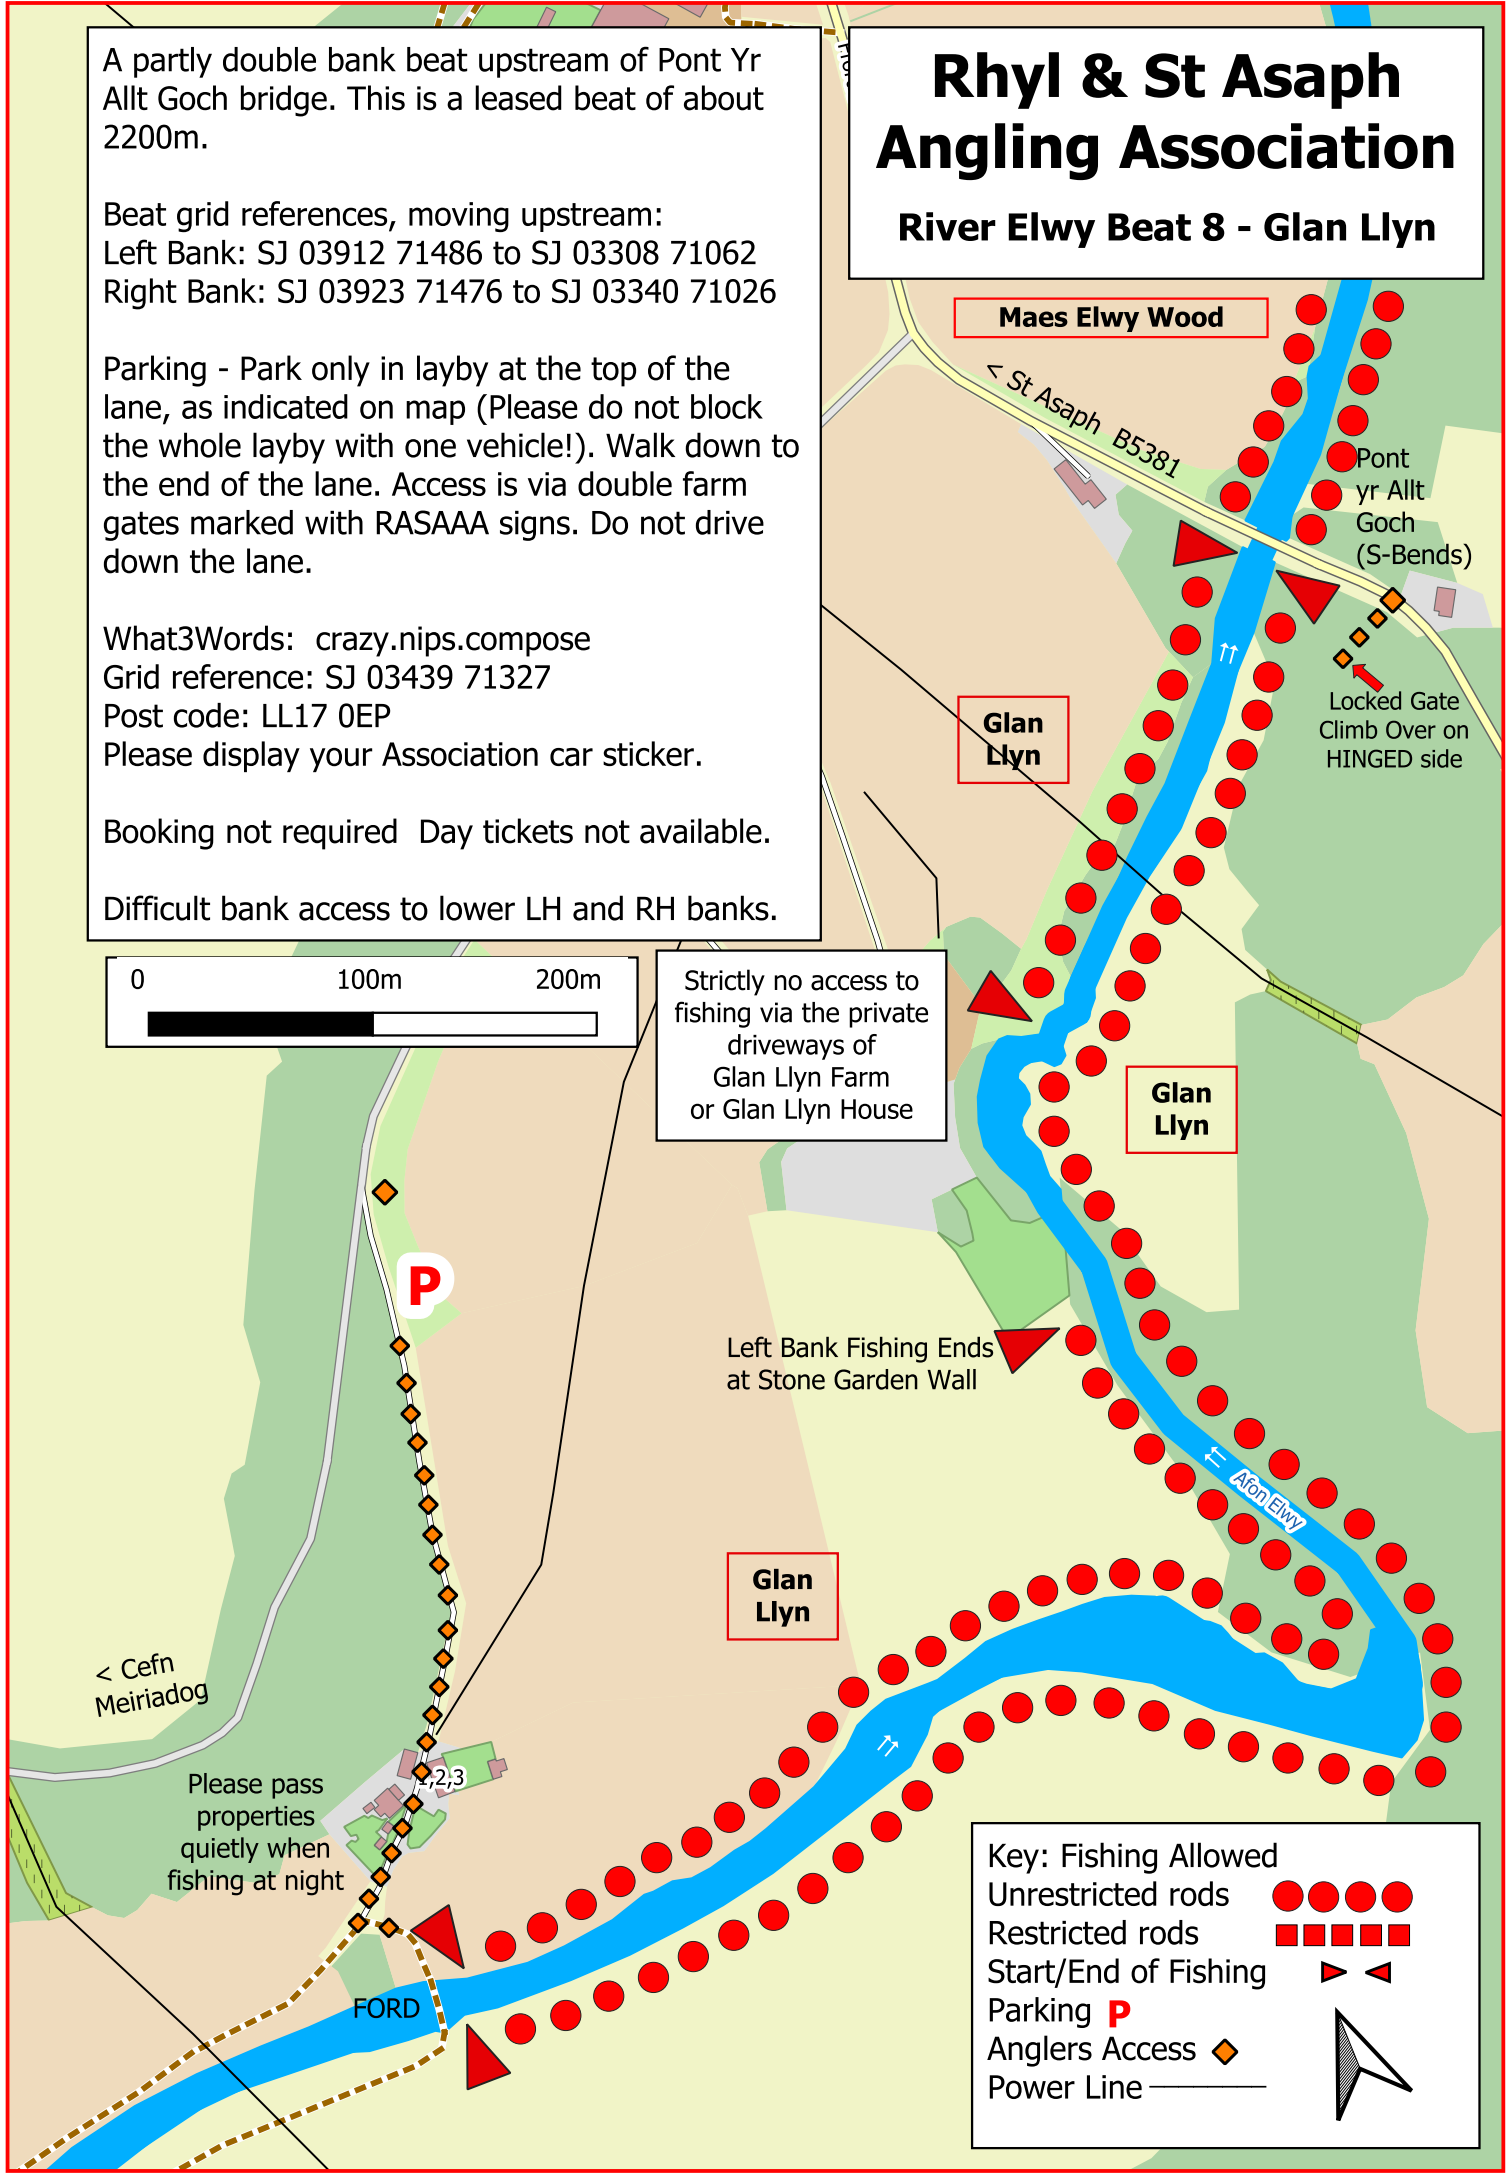 A partly double bank beat upstream of Pont Yr
Allt Goch bridge. This is a leased beat of about
2200m.
Beat grid references, moving upstream:
Left Bank: SJ 03912 71486 to SJ 03308 71062
Right Bank: SJ 03923 71476 to SJ 03340 71026
Parking - Park only in layby at the top of the
lane, as indicated on map (Please do not block
the whole layby with one vehicle!). Walk down to
the end of the lane. Access is via double farm
gates marked with RASAAA signs. Do not drive
down the lane.
What3Words:  crazy.nips.compose
Grid reference: SJ 03439 71327
Post code: LL17 0EP
Please display your Association car sticker.
Booking not required  Day tickets not available.
Difficult bank access to lower LH and RH banks.
Rhyl & St Asaph
Angling Association
River Elwy Beat 8 - Glan Llyn
Maes Elwy Wood
< St Asaph  B5381
Pont
yr Allt
Goch
(S-Bends)
Locked Gate
Climb Over on
HINGED side
Glan
Llyn
0 100m 200m
Strictly no access to
fishing via the private
driveways of
Glan Llyn Farm
or Glan Llyn House
Glan
Llyn
P
Left Bank Fishing Ends
at Stone Garden Wall
Afon Elwy
Glan
Llyn
< Cefn
Meiriadog
1,2,3
Please pass
properties
quietly when
fishing at night
FORD
Key: Fishing Allowed
Unrestricted rods
Restricted rods
Start/End of Fishing
Parking P
Anglers Access
Power Line